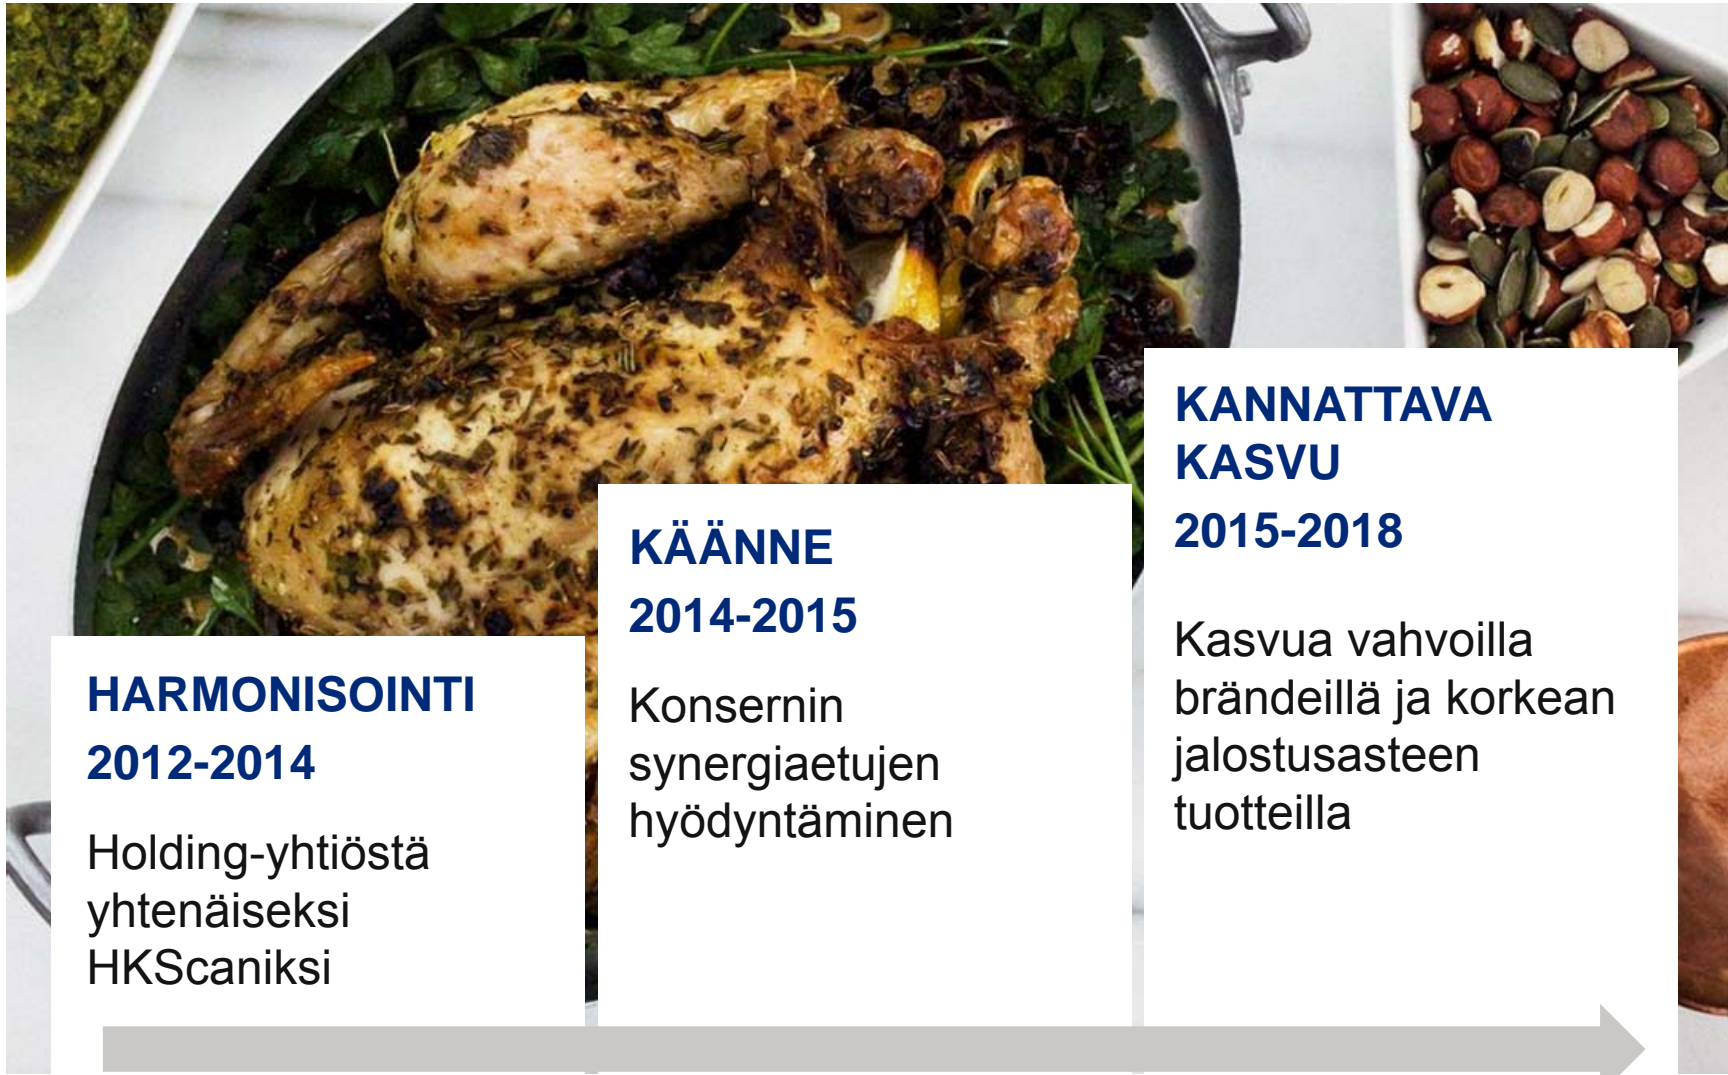 HARMONISOINTI
2012-2014
Holding-yhtiöstä
yhtenäiseksi
HKScaniksi
KÄÄNNE
2014-2015
Konsernin
synergiaetujen
hyödyntäminen
KANNATTAVA
KASVU
2015-2018
Kasvua vahvoilla
brändeillä ja korkean
jalostusasteen
tuotteilla